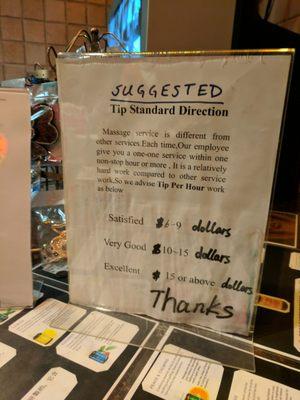 SUGGESTED
Tip Standard Direction
Massage service is different from
other services.Each time,Our employee
give you a one-one service within one
non-stop hour or more . It is a relatively
hard work compared to other service
work.So we advise Tip Per Hour work
as below
Satisfied $6-9 dollars
Very Good $10-15 dollars
Excellent $ 15 or above dollars
Thanks